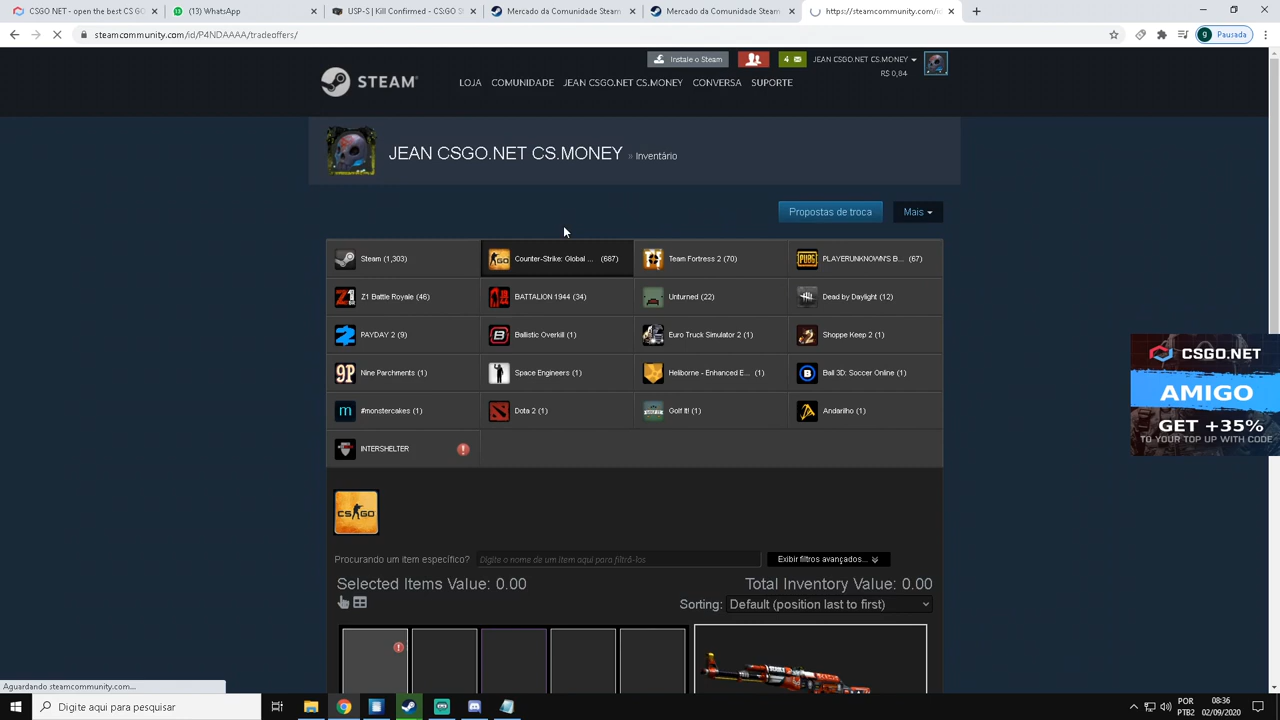 CSGO NET - open the best CS GO
(13) WhatsApp
USP-S | Kill Confirmed - CS:GO S
Mercado da Comunidade Steam
Mercado da Comunidade Steam
https://steamcommunity.com/id
steamcommunity.com/id/P4NDAAAA/tradeoffers/
g Pausada
Instale o Steam
4
JEAN CSGO.NET CS.MONEY
R$ 0,84
STEAM
LOJA COMUNIDADE JEAN CSGO.NET CS.MONEY CONVERSA SUPORTE
JEAN CSGO.NET CS.MONEY » Inventário
Propostas de troca
Mais
Steam (1,303)
Counter-Strike: Global ... (687)
Team Fortress 2 (70)
PLAYERUNKNOWN'S B... (67)
Z1 Battle Royale (46)
BATTALION 1944 (34)
Unturned (22)
Dead by Daylight (12)
PAYDAY 2 (9)
Ballistic Overkill (1)
Euro Truck Simulator 2 (1)
Shoppe Keep 2 (1)
Nine Parchments (1)
Space Engineers (1)
Heliborne - Enhanced E... (1)
Ball 3D: Soccer Online (1)
#monstercakes (1)
Dota 2 (1)
Golf It! (1)
Andarilho (1)
INTERSHELTER
CSGO.NET
AMIGO
GET +35%
TO YOUR TOP UP WITH CODE
CS GO
Procurando um item específico?
Digite o nome de um item aqui para filtrá-los
Exibir filtros avançados...
Selected Items Value: 0.00
Total Inventory Value: 0.00
Sorting: Default (position last to first)
Aguardando steamcommunity.com...
Digite aqui para pesquisar
POR
PTB2
08:36
02/09/2020